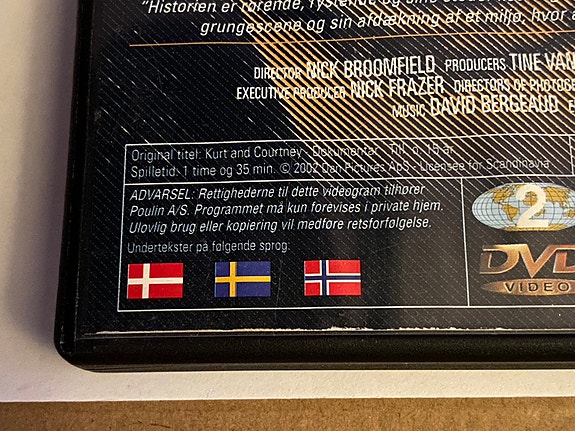 "Historien er rørende, rystende og
grungescene og sin afdækning af et miljø, hvor
DIRECTOR NICK BROOMFIELD PRODUCERS TINE VAN
EXECUTIVE PRODUCER NICK FRAZER DIRECTORS OF PHOTOG
MUSIC DAVID BERGEAUD
Original titel: Kurt and Courtney · Dokumentar · Till. o. 15 år
Spilletid: 1 time og 35 min. © 2002 Dan Pictures ApS · Licensee for Scandinavia
ADVARSEL: Rettighederne til dette videogram tilhører
Poulin A/S. Programmet må kun forevises i private hjem.
Ulovlig brug eller kopiering vil medføre retsforfølgelse.
Undertekster på følgende sprog:
2
DVD
VIDEO